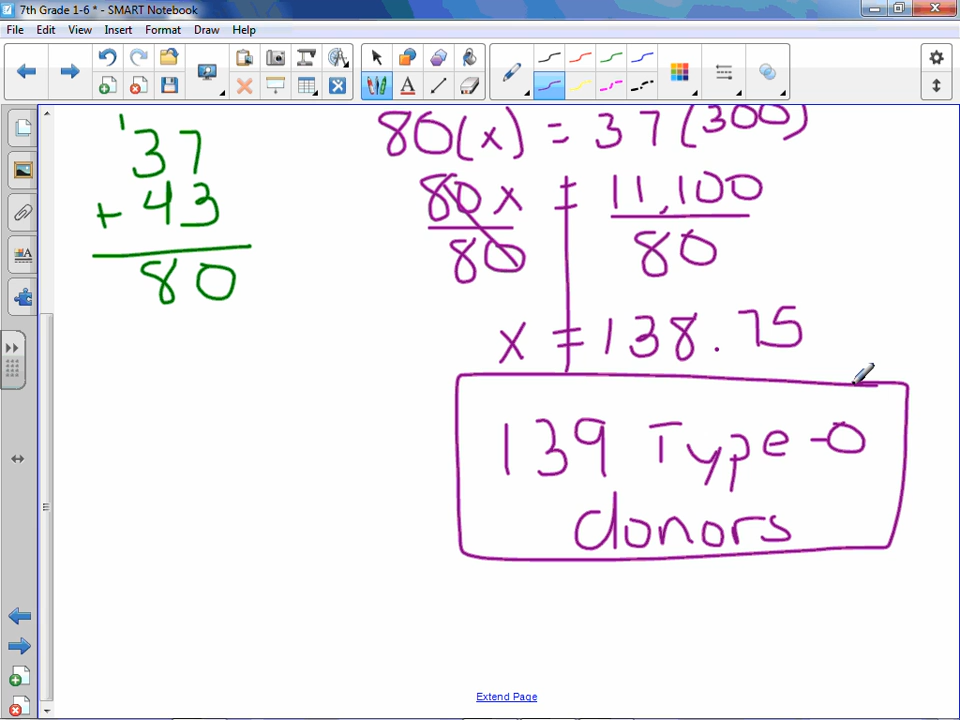 7th Grade 1-6 * - SMART Notebook
File Edit View Insert Format Draw Help
1
37
+ 43
80
80(x) = 37(300)
80x = 11,100
80 80
x = 138.75
139 Type-O
donors
Extend Page